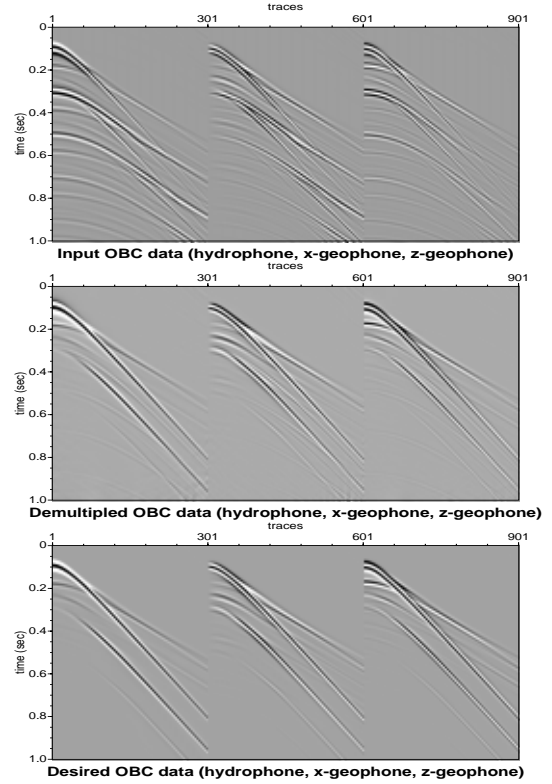 traces
1 301 601 901
0
0.2
0.4
0.6
0.8
1.0
time (sec)
Input OBC data (hydrophone, x-geophone, z-geophone)
traces
1 301 601 901
0
0.2
0.4
0.6
0.8
1.0
time (sec)
Demultipled OBC data (hydrophone, x-geophone, z-geophone)
traces
1 301 601 901
0
0.2
0.4
0.6
0.8
1.0
time (sec)
Desired OBC data (hydrophone, x-geophone, z-geophone)